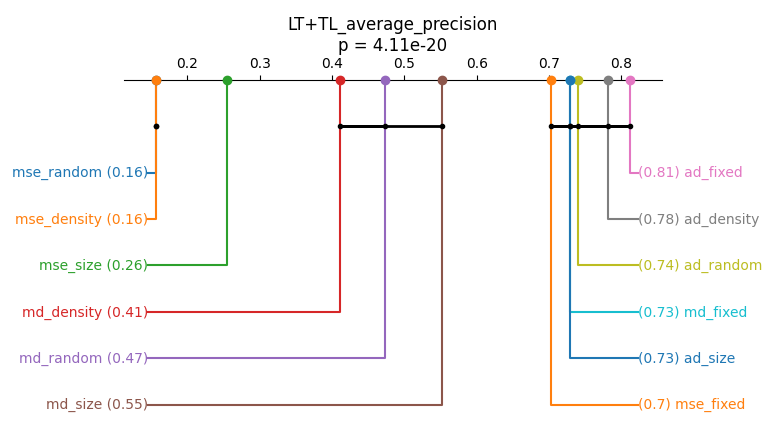 LT+TL_average_precision
p = 4.11e-20
0.2 0.3 0.4 0.5 0.6 0.7 0.8
mse_random (0.16) (0.81) ad_fixed
mse_density (0.16) (0.78) ad_density
mse_size (0.26) (0.74) ad_random
md_density (0.41) (0.73) md_fixed
md_random (0.47) (0.73) ad_size
md_size (0.55) (0.7) mse_fixed